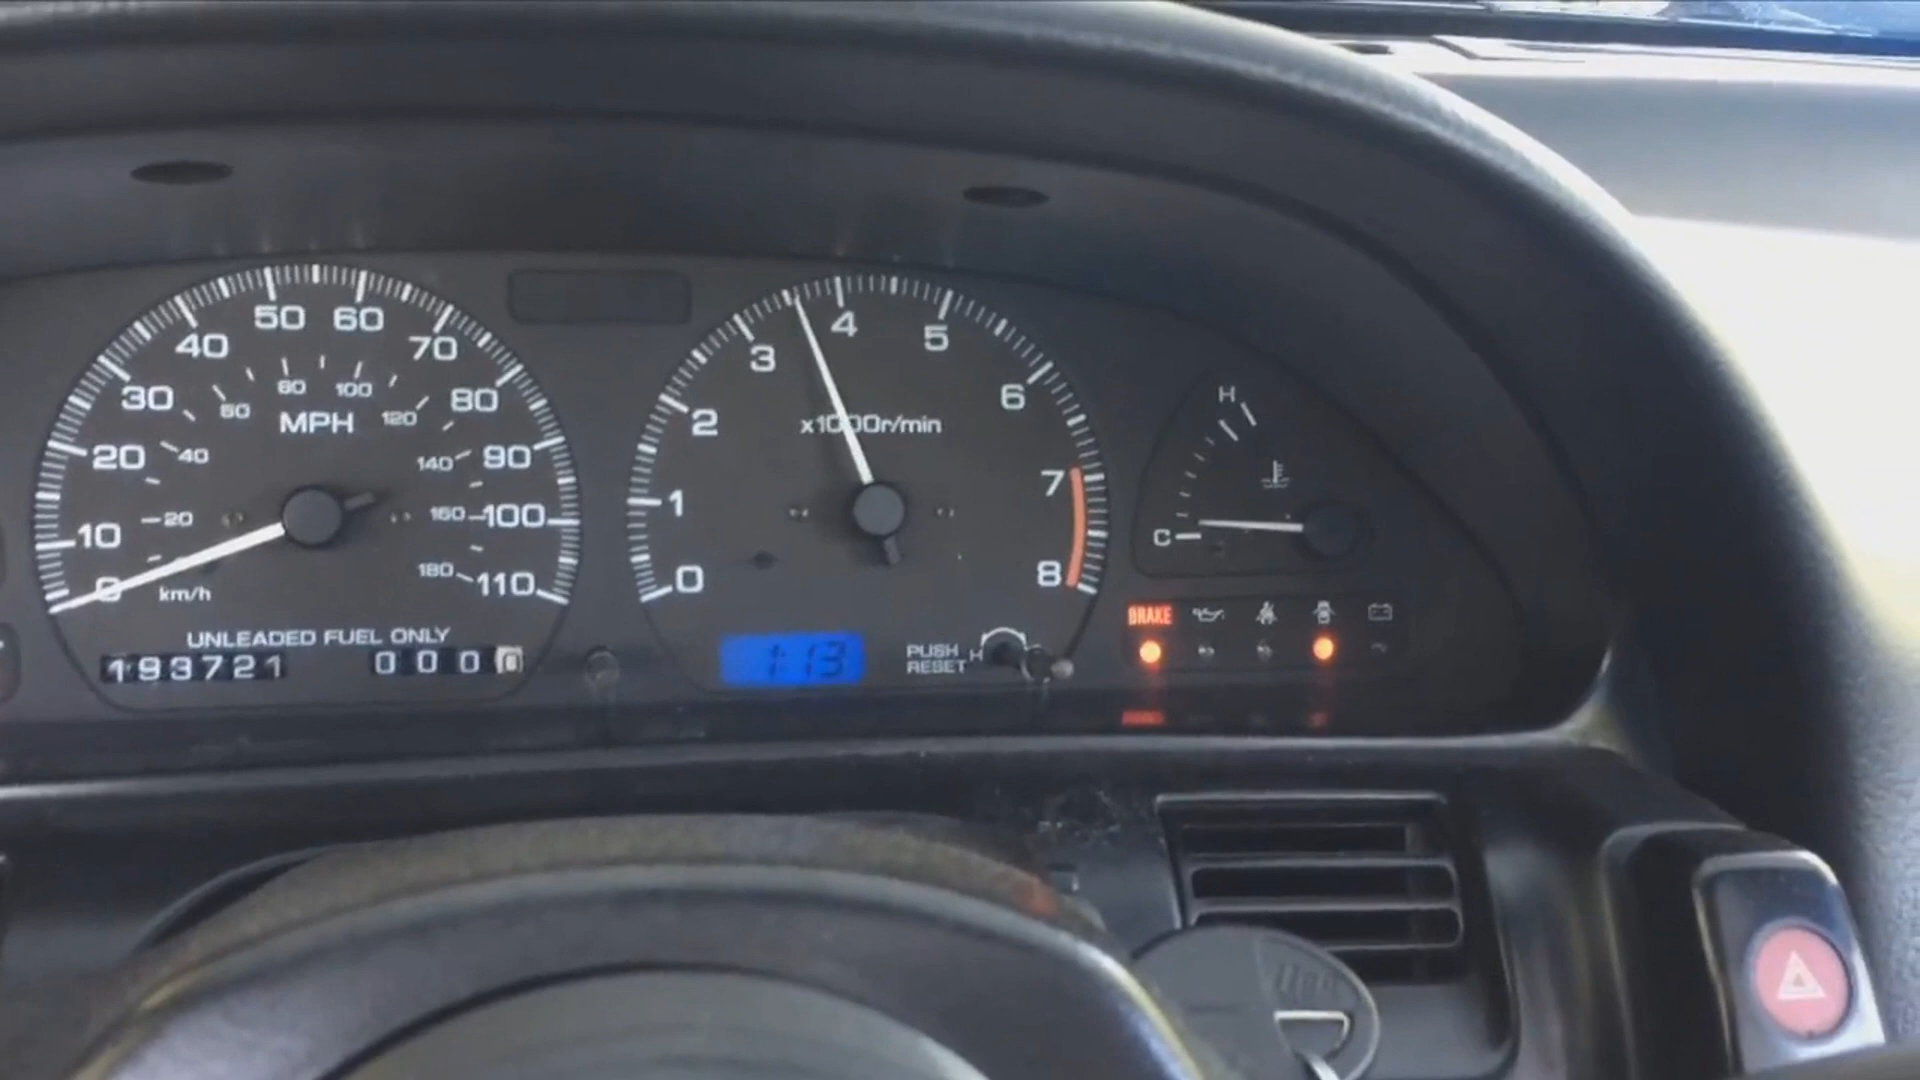 0 10 20 30 40 50 60 70 80 90 100 110
20 40 60 80 100 120 140 160 180
MPH
km/h
UNLEADED FUEL ONLY
193721
000
0 1 2 3 4 5 6 7 8
x1000r/min
1:13
PUSH
RESET
H
H
C
BRAKE